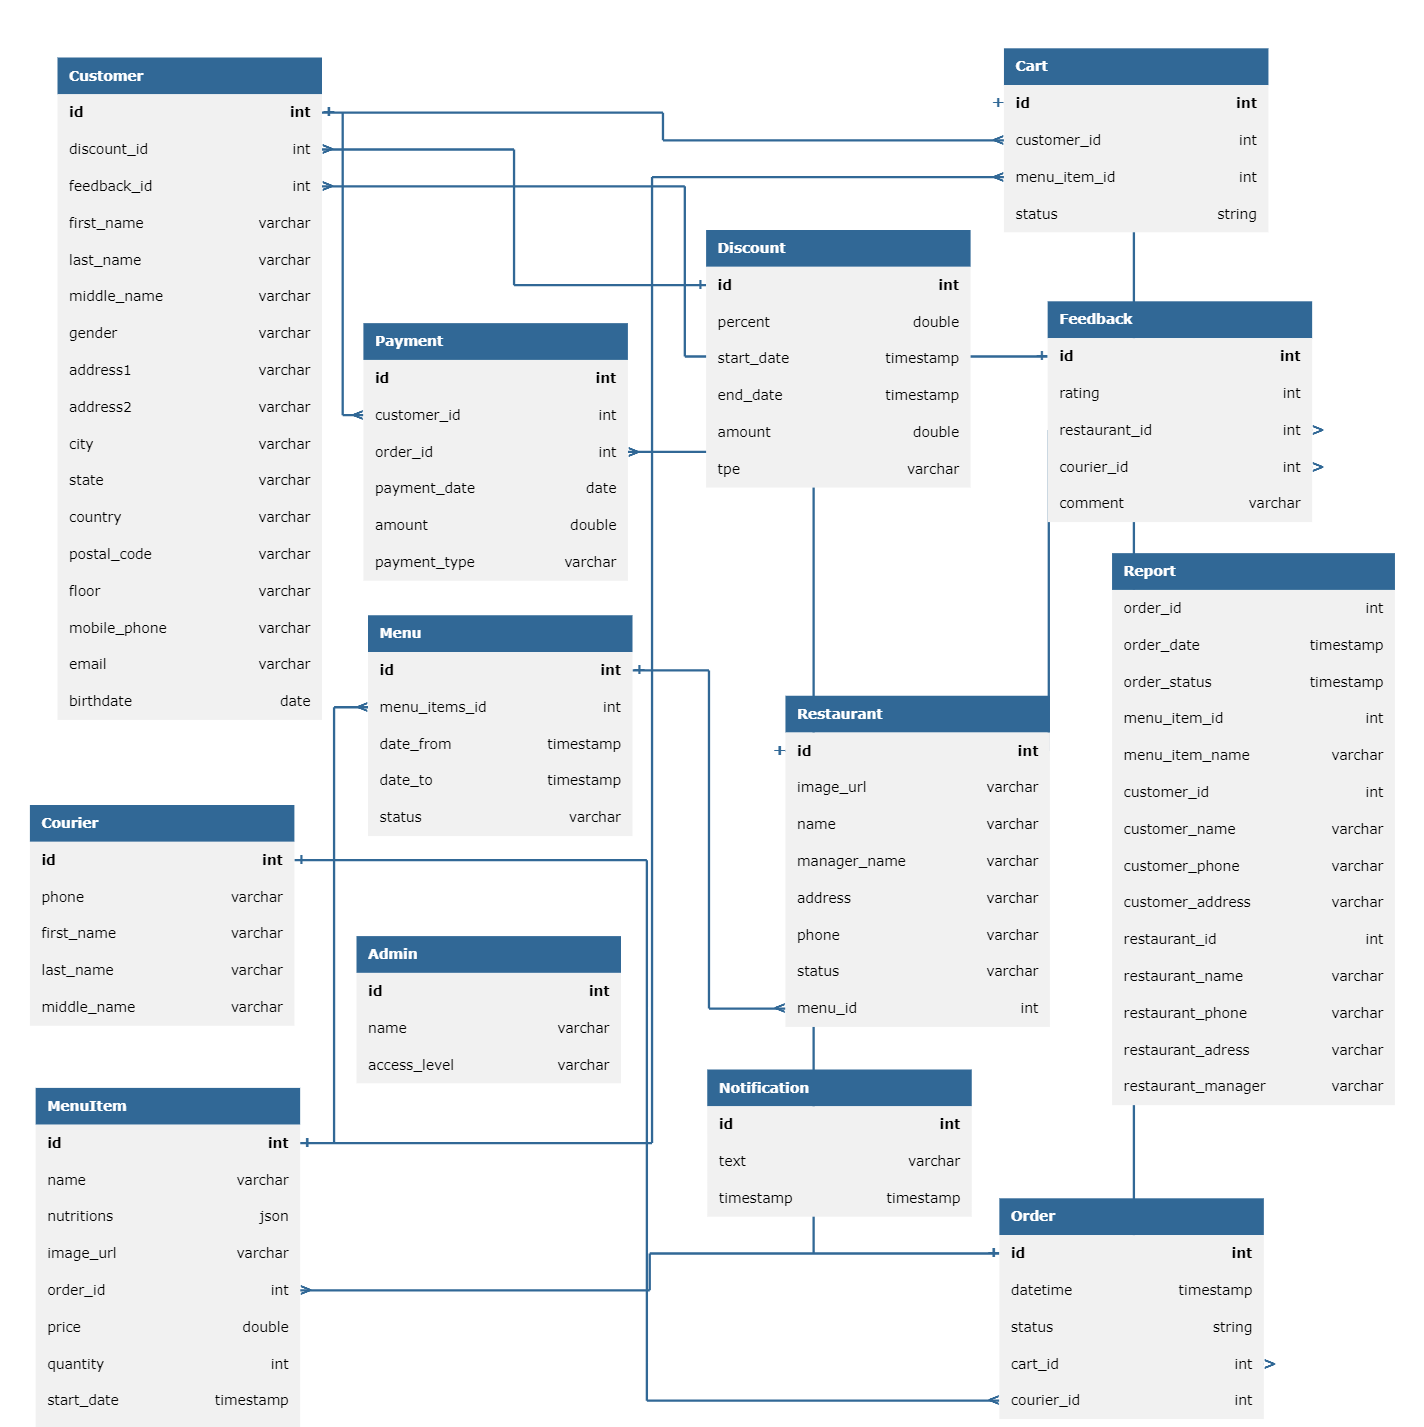 Customer
id int
discount_id int
feedback_id int
first_name varchar
last_name varchar
middle_name varchar
gender varchar
address1 varchar
address2 varchar
city varchar
state varchar
country varchar
postal_code varchar
floor varchar
mobile_phone varchar
email varchar
birthdate date
Cart
id int
customer_id int
menu_item_id int
status string
Discount
id int
percent double
start_date timestamp
end_date timestamp
amount double
tpe varchar
Feedback
id int
rating int
restaurant_id int
courier_id int
comment varchar
Payment
id int
customer_id int
order_id int
payment_date date
amount double
payment_type varchar
Report
order_id int
order_date timestamp
order_status timestamp
menu_item_id int
menu_item_name varchar
customer_id int
customer_name varchar
customer_phone varchar
customer_address varchar
restaurant_id int
restaurant_name varchar
restaurant_phone varchar
restaurant_adress varchar
restaurant_manager varchar
Menu
id int
menu_items_id int
date_from timestamp
date_to timestamp
status varchar
Restaurant
id int
image_url varchar
name varchar
manager_name varchar
address varchar
phone varchar
status varchar
menu_id int
Courier
id int
phone varchar
first_name varchar
last_name varchar
middle_name varchar
Admin
id int
name varchar
access_level varchar
Notification
id int
text varchar
timestamp timestamp
MenuItem
id int
name varchar
nutritions json
image_url varchar
order_id int
price double
quantity int
start_date timestamp
Order
id int
datetime timestamp
status string
cart_id int
courier_id int